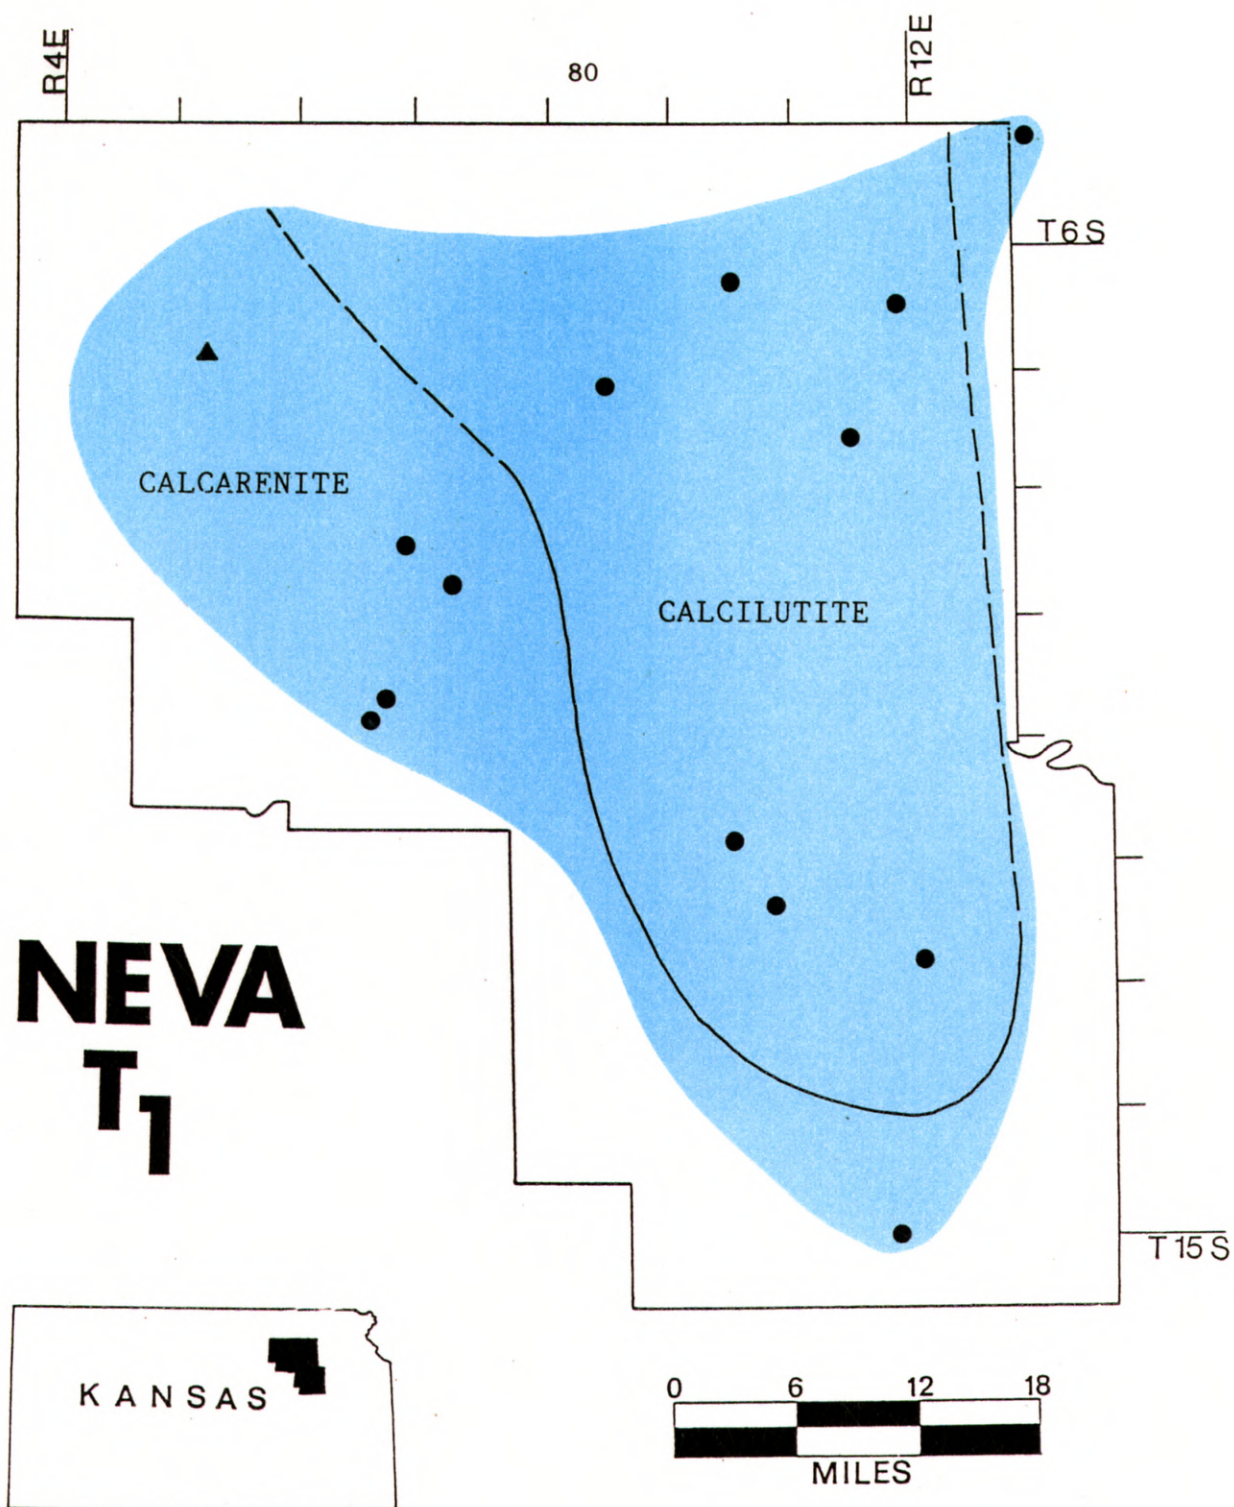 R4E
80
R12E
T6S
CALCARENITE
CALCILUTITE
NEVA
T1
T15S
KANSAS
0 6 12 18
MILES